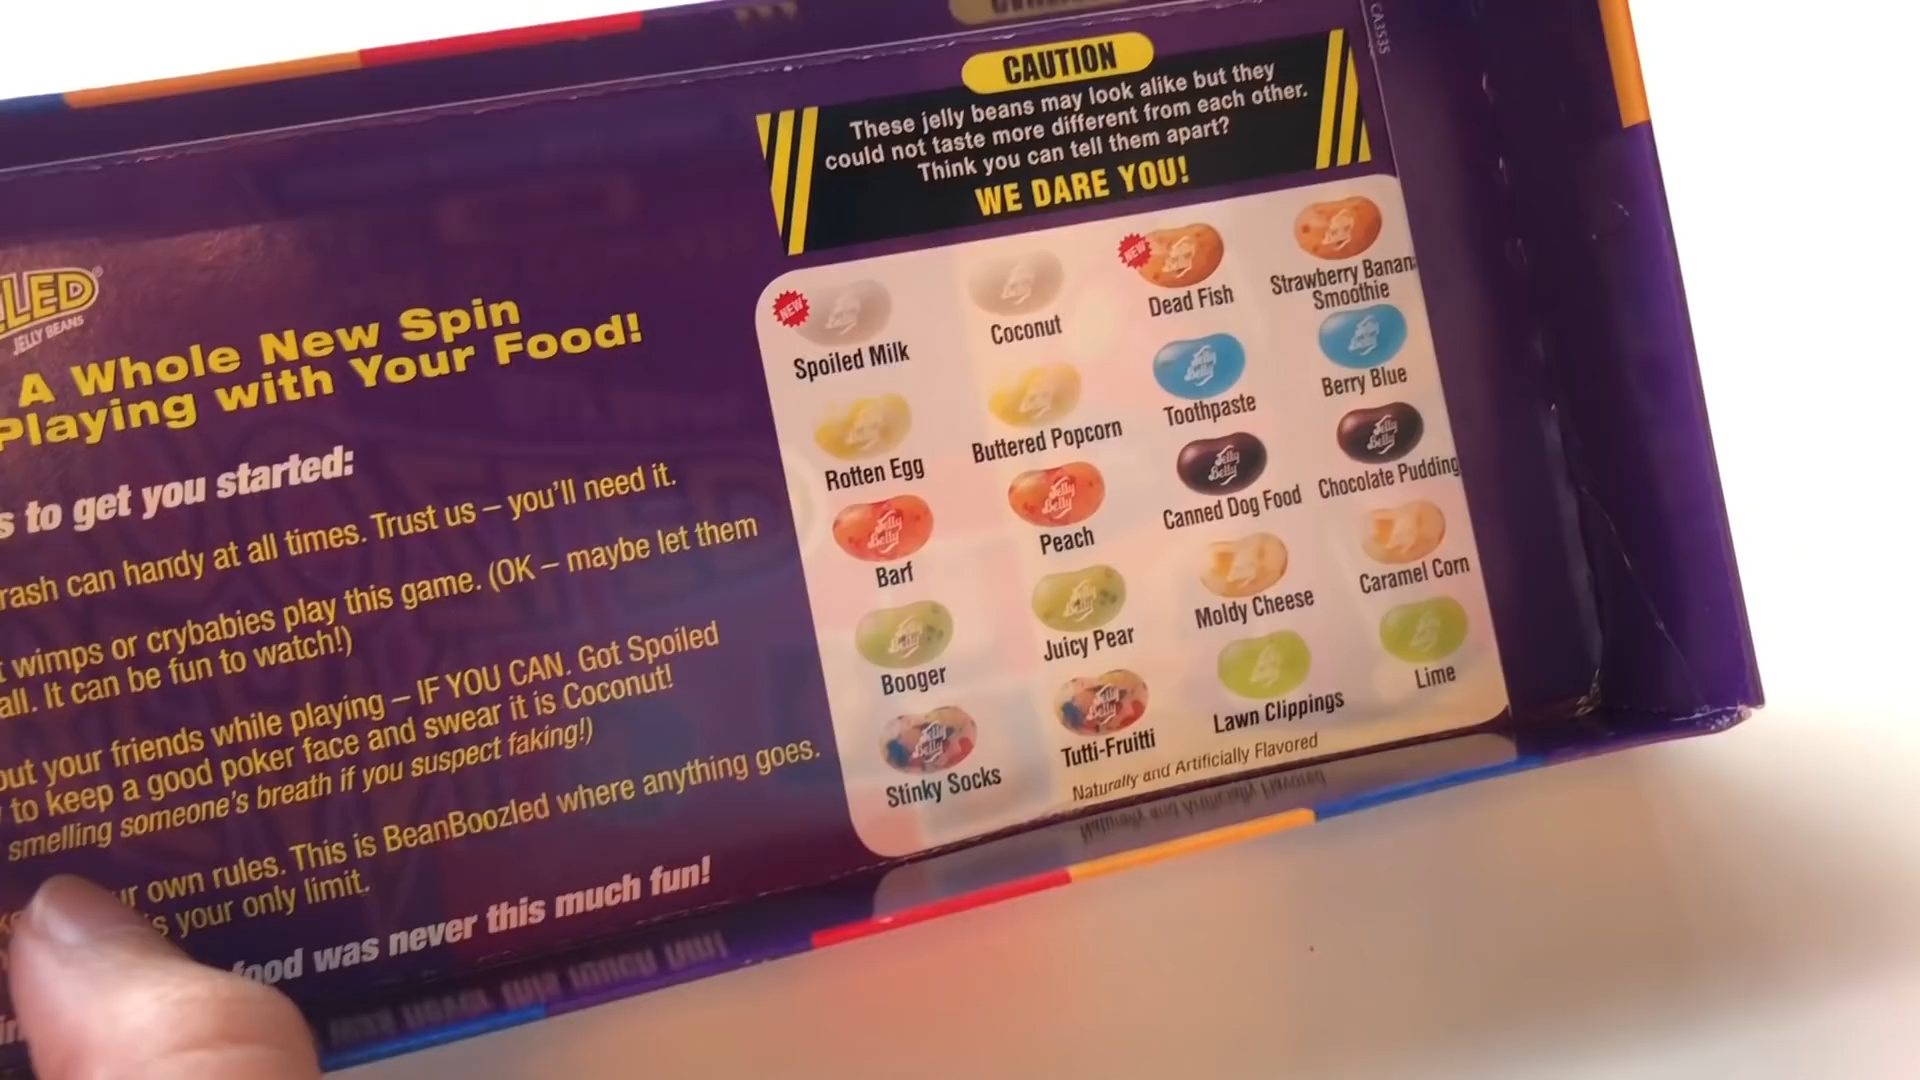 CA3535
CAUTION
These jelly beans may look alike but they
could not taste more different from each other.
Think you can tell them apart?
WE DARE YOU!
LED®
JELLY BEANS
A Whole New Spin
Playing with Your Food!
s to get you started:
rash can handy at all times. Trust us – you'll need it.
t wimps or crybabies play this game. (OK – maybe let them
all. It can be fun to watch!)
out your friends while playing – IF YOU CAN. Got Spoiled
to keep a good poker face and swear it is Coconut!
smelling someone's breath if you suspect faking!)
ur own rules. This is BeanBoozled where anything goes.
s your only limit.
food was never this much fun!
NEW
Spoiled Milk
Coconut
NEW
Dead Fish
Strawberry Banan
Smoothie
Rotten Egg
Buttered Popcorn
Toothpaste
Berry Blue
Barf
Peach
Canned Dog Food
Chocolate Pudding
Booger
Juicy Pear
Moldy Cheese
Caramel Corn
Stinky Socks
Tutti-Fruitti
Lawn Clippings
Lime
Naturally and Artificially Flavored